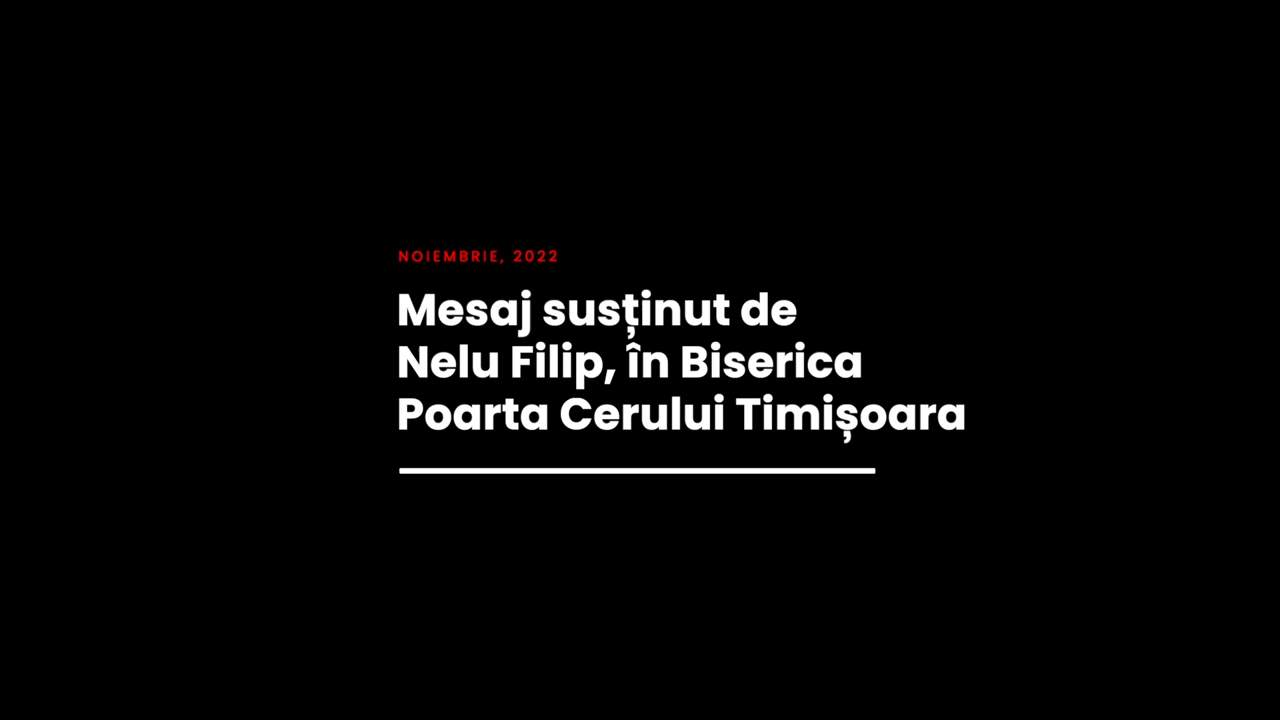 NOIEMBRIE, 2022
Mesaj susținut de
Nelu Filip, în Biserica
Poarta Cerului Timișoara